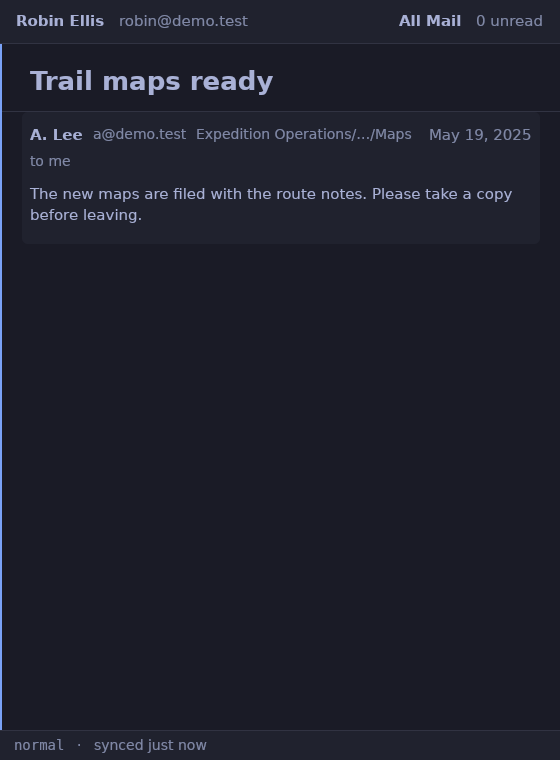 Robin Ellis robin@demo.test All Mail 0 unread
Trail maps ready
A. Lee a@demo.test Expedition Operations/…/Maps May 19, 2025
to me
The new maps are filed with the route notes. Please take a copy
before leaving.
normal · synced just now